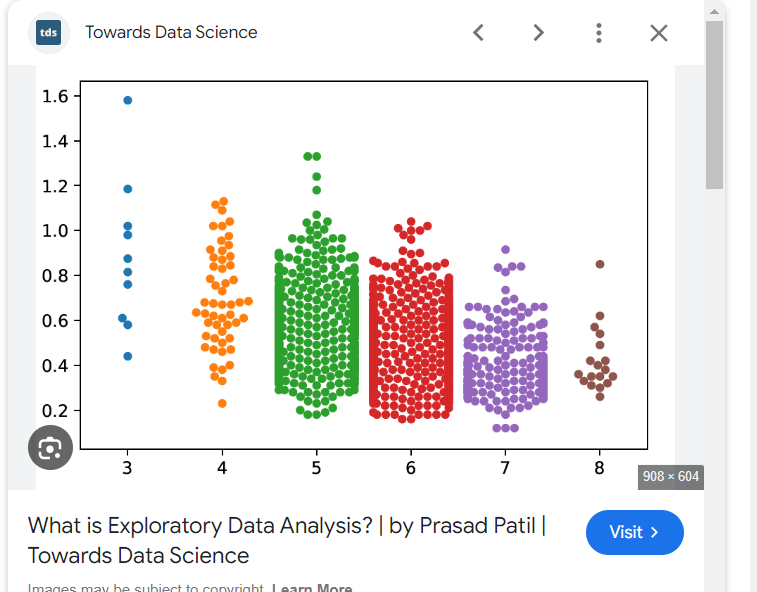 tds
Towards Data Science
1.6
1.4
1.2
1.0
0.8
0.6
0.4
0.2
3 4 5 6 7 8
908 × 604
What is Exploratory Data Analysis? | by Prasad Patil |
Towards Data Science
Visit
Images may be subject to copyright. Learn More